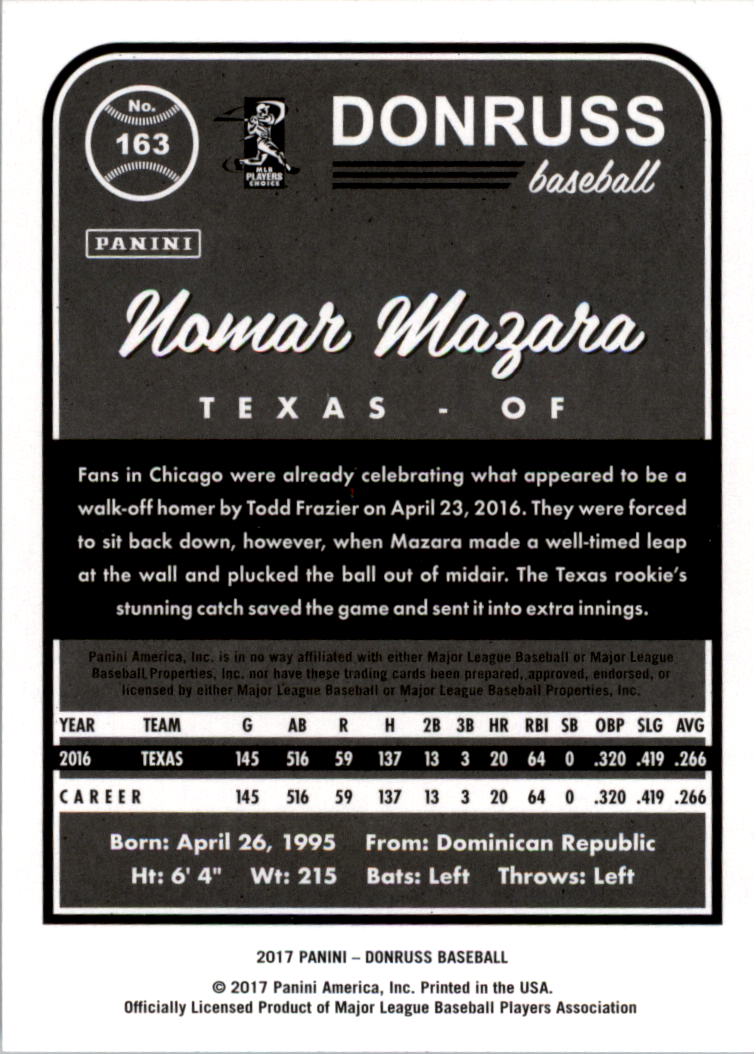 No.
163
MLB
PLAYERS
CHOICE
DONRUSS
baseball
PANINI
Nomar Mazara
TEXAS - OF
Fans in Chicago were already celebrating what appeared to be a
walk-off homer by Todd Frazier on April 23, 2016. They were forced
to sit back down, however, when Mazara made a well-timed leap
at the wall and plucked the ball out of midair. The Texas rookie's
stunning catch saved the game and sent it into extra innings.
Panini America, Inc. is in no way affiliated with either Major League Baseball or Major League
Baseball Properties, Inc. nor have these trading cards been prepared, approved, endorsed, or
licensed by either Major League Baseball or Major League Baseball Properties, Inc.
YEAR TEAM G AB R H 2B 3B HR RBI SB OBP SLG AVG
2016 TEXAS 145 516 59 137 13 3 20 64 0 .320 .419 .266
CAREER 145 516 59 137 13 3 20 64 0 .320 .419 .266
Born: April 26, 1995 From: Dominican Republic
Ht: 6' 4" Wt: 215 Bats: Left Throws: Left
2017 PANINI – DONRUSS BASEBALL
© 2017 Panini America, Inc. Printed in the USA.
Officially Licensed Product of Major League Baseball Players Association